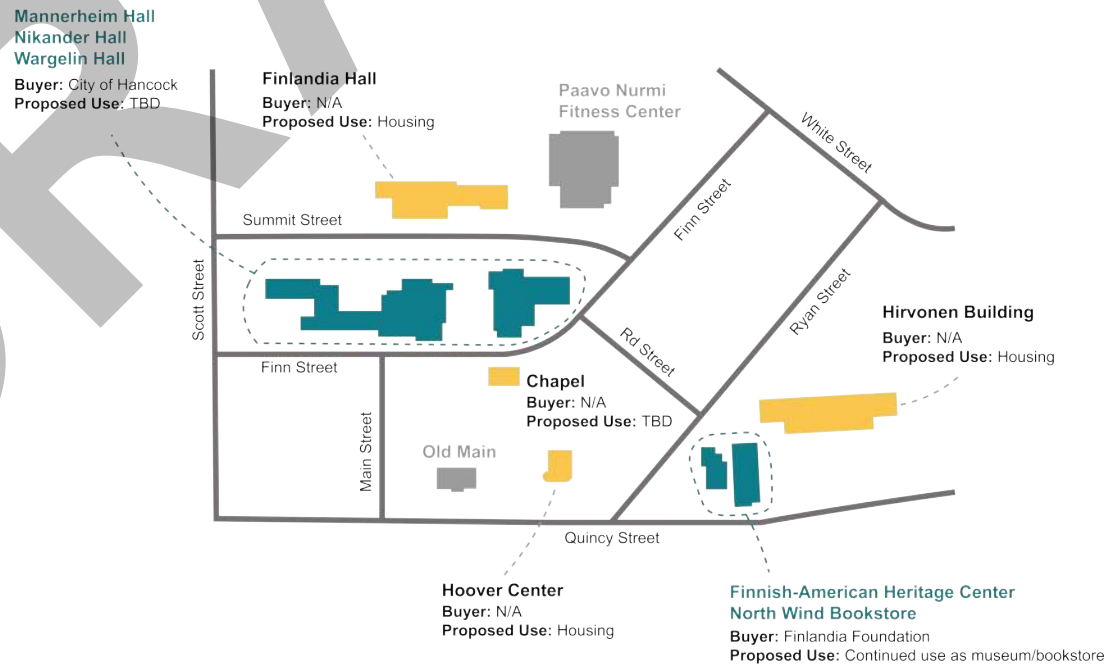 Mannerheim Hall
Nikander Hall
Wargelin Hall
Buyer: City of Hancock
Proposed Use: TBD
Finlandia Hall
Buyer: N/A
Proposed Use: Housing
Paavo Nurmi
Fitness Center
White Street
Summit Street
Finn Street
Scott Street
Ryan Street
Hirvonen Building
Buyer: N/A
Proposed Use: Housing
Rd Street
Finn Street
Chapel
Buyer: N/A
Proposed Use: TBD
Main Street
Old Main
Quincy Street
Hoover Center
Buyer: N/A
Proposed Use: Housing
Finnish-American Heritage Center
North Wind Bookstore
Buyer: Finlandia Foundation
Proposed Use: Continued use as museum/bookstore